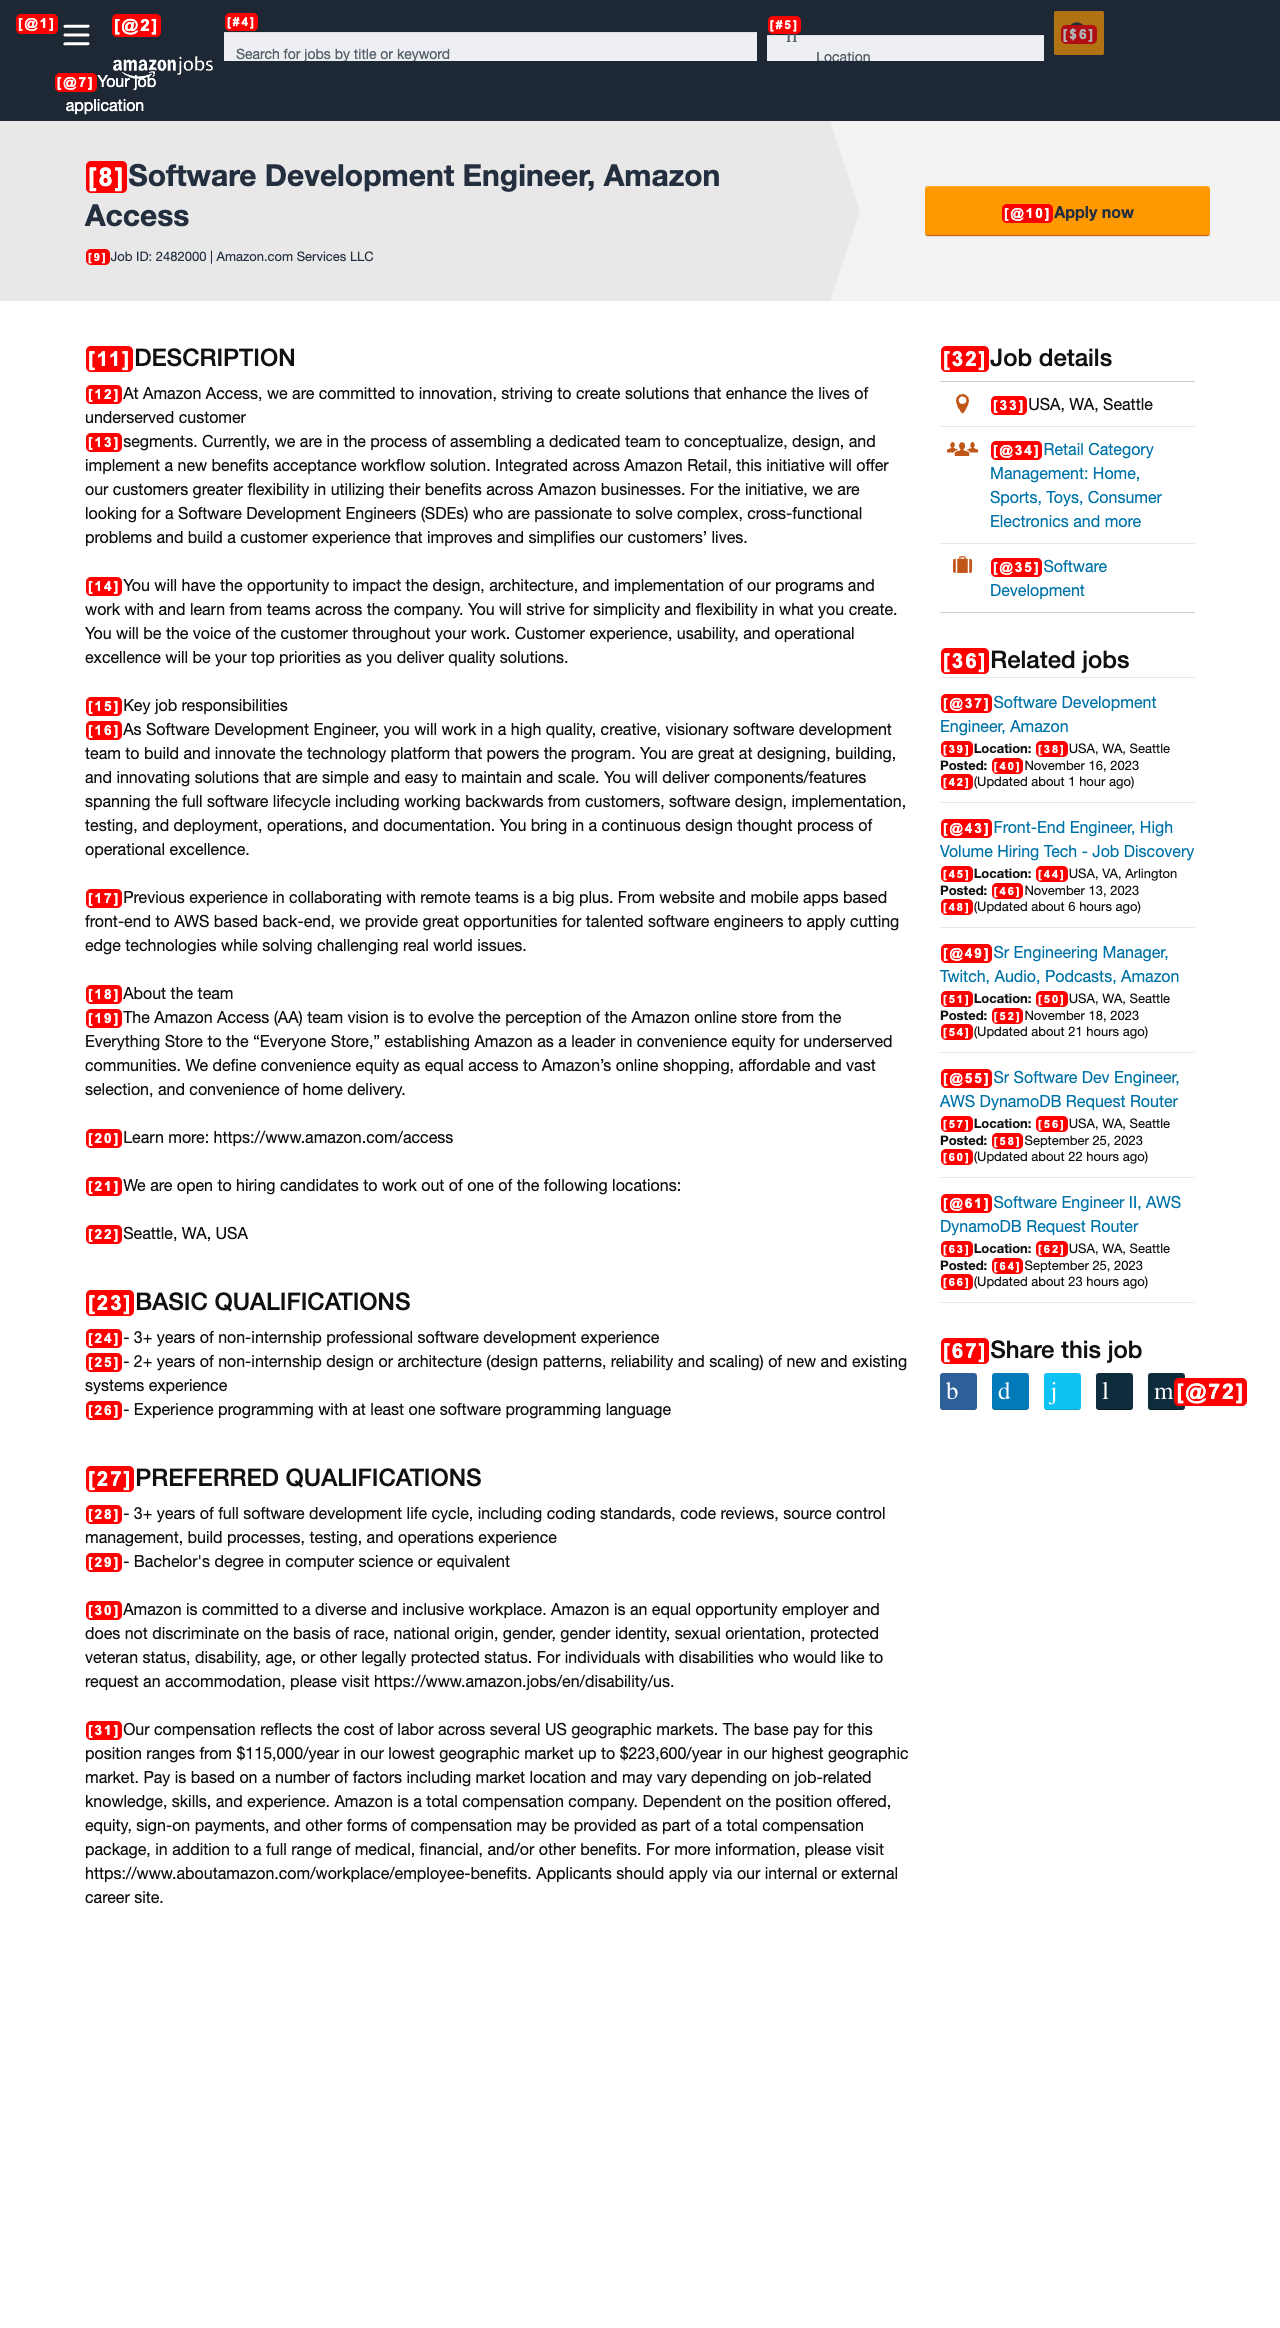 [@1] [@2] [#4] [#5] [$6]
Search for jobs by title or keyword
Location
amazonjobs
[@7] Your job
application
[8] Software Development Engineer, Amazon
Access
[9] Job ID: 2482000 | Amazon.com Services LLC
[@10] Apply now
[11] DESCRIPTION
[12] At Amazon Access, we are committed to innovation, striving to create solutions that enhance the lives of
underserved customer
[13] segments. Currently, we are in the process of assembling a dedicated team to conceptualize, design, and
implement a new benefits acceptance workflow solution. Integrated across Amazon Retail, this initiative will offer
our customers greater flexibility in utilizing their benefits across Amazon businesses. For the initiative, we are
looking for a Software Development Enginers (SDEs) who are passionate to solve complex, cross-functional
problems and build a customer experience that improves and simplifies our customers’ lives.
[14] You will have the opportunity to impact the design, architecture, and implementation of our programs and
work with and learn from teams across the company. You will strive for simplicity and flexibility in what you create.
You will be the voice of the customer throughout your work. Customer experience, usability, and operational
excellence will be your top priorities as you deliver quality solutions.
[15] Key job responsibilities
[16] As Software Development Engineer, you will work in a high quality, creative, visionary software development
team to build and innovate the technology platform that powers the program. You are great at designing, building,
and innovating solutions that are simple and easy to maintain and scale. You will deliver components/features
spanning the full software lifecycle including working backwards from customers, software design, implementation,
testing, and deployment, operations, and documentation. You bring in a continuous design thought process of
operational excellence.
[17] Previous experience in collaborating with remote teams is a big plus. From website and mobile apps based
front-end to AWS based back-end, we provide great opportunities for talented software engineers to apply cutting
edge technologies while solving challenging real world issues.
[18] About the team
[19] The Amazon Access (AA) team vision is to evolve the perception of the Amazon online store from the
Everything Store to the “Everyone Store,” establishing Amazon as a leader in convenience equity for underserved
communities. We define convenience equity as equal access to Amazon’s online shopping, affordable and vast
selection, and convenience of home delivery.
[20] Learn more: https://www.amazon.com/access
[21] We are open to hiring candidates to work out of one of the following locations:
[22] Seattle, WA, USA
[23] BASIC QUALIFICATIONS
[24] - 3+ years of non-internship professional software development experience
[25] - 2+ years of non-internship design or architecture (design patterns, reliability and scaling) of new and existing
systems experience
[26] - Experience programming with at least one software programming language
[27] PREFERRED QUALIFICATIONS
[28] - 3+ years of full software development life cycle, including coding standards, code reviews, source control
management, build processes, testing, and operations experience
[29] - Bachelor's degree in computer science or equivalent
[30] Amazon is committed to a diverse and inclusive workplace. Amazon is an equal opportunity employer and
does not discriminate on the basis of race, national origin, gender, gender identity, sexual orientation, protected
veteran status, disability, age, or other legally protected status. For individuals with disabilities who would like to
request an accommodation, please visit https://www.amazon.jobs/en/disability/us.
[31] Our compensation reflects the cost of labor across several US geographic markets. The base pay for this
position ranges from $115,000/year in our lowest geographic market up to $223,600/year in our highest geographic
market. Pay is based on a number of factors including market location and may vary depending on job-related
knowledge, skills, and experience. Amazon is a total compensation company. Dependent on the position offered,
equity, sign-on payments, and other forms of compensation may be provided as part of a total compensation
package, in addition to a full range of medical, financial, and/or other benefits. For more information, please visit
https://www.aboutamazon.com/workplace/employee-benefits. Applicants should apply via our internal or external
career site.
[32] Job details
[33] USA, WA, Seattle
[@34] Retail Category
Management: Home,
Sports, Toys, Consumer
Electronics and more
[@35] Software
Development
[36] Related jobs
[@37] Software Development
Engineer, Amazon
[39] Location: [38] USA, WA, Seattle
Posted: [40] November 16, 2023
[42] (Updated about 1 hour ago)
[@43] Front-End Engineer, High
Volume Hiring Tech - Job Discovery
[45] Location: [44] USA, VA, Arlington
Posted: [46] November 13, 2023
[48] (Updated about 6 hours ago)
[@49] Sr Engineering Manager,
Twitch, Audio, Podcasts, Amazon
[51] Location: [50] USA, WA, Seattle
Posted: [52] November 18, 2023
[54] (Updated about 21 hours ago)
[@55] Sr Software Dev Engineer,
AWS DynamoDB Request Router
[57] Location: [56] USA, WA, Seattle
Posted: [58] September 25, 2023
[60] (Updated about 22 hours ago)
[@61] Software Engineer II, AWS
DynamoDB Request Router
[63] Location: [62] USA, WA, Seattle
Posted: [64] September 25, 2023
[66] (Updated about 23 hours ago)
[67] Share this job
b d j l m [@72]